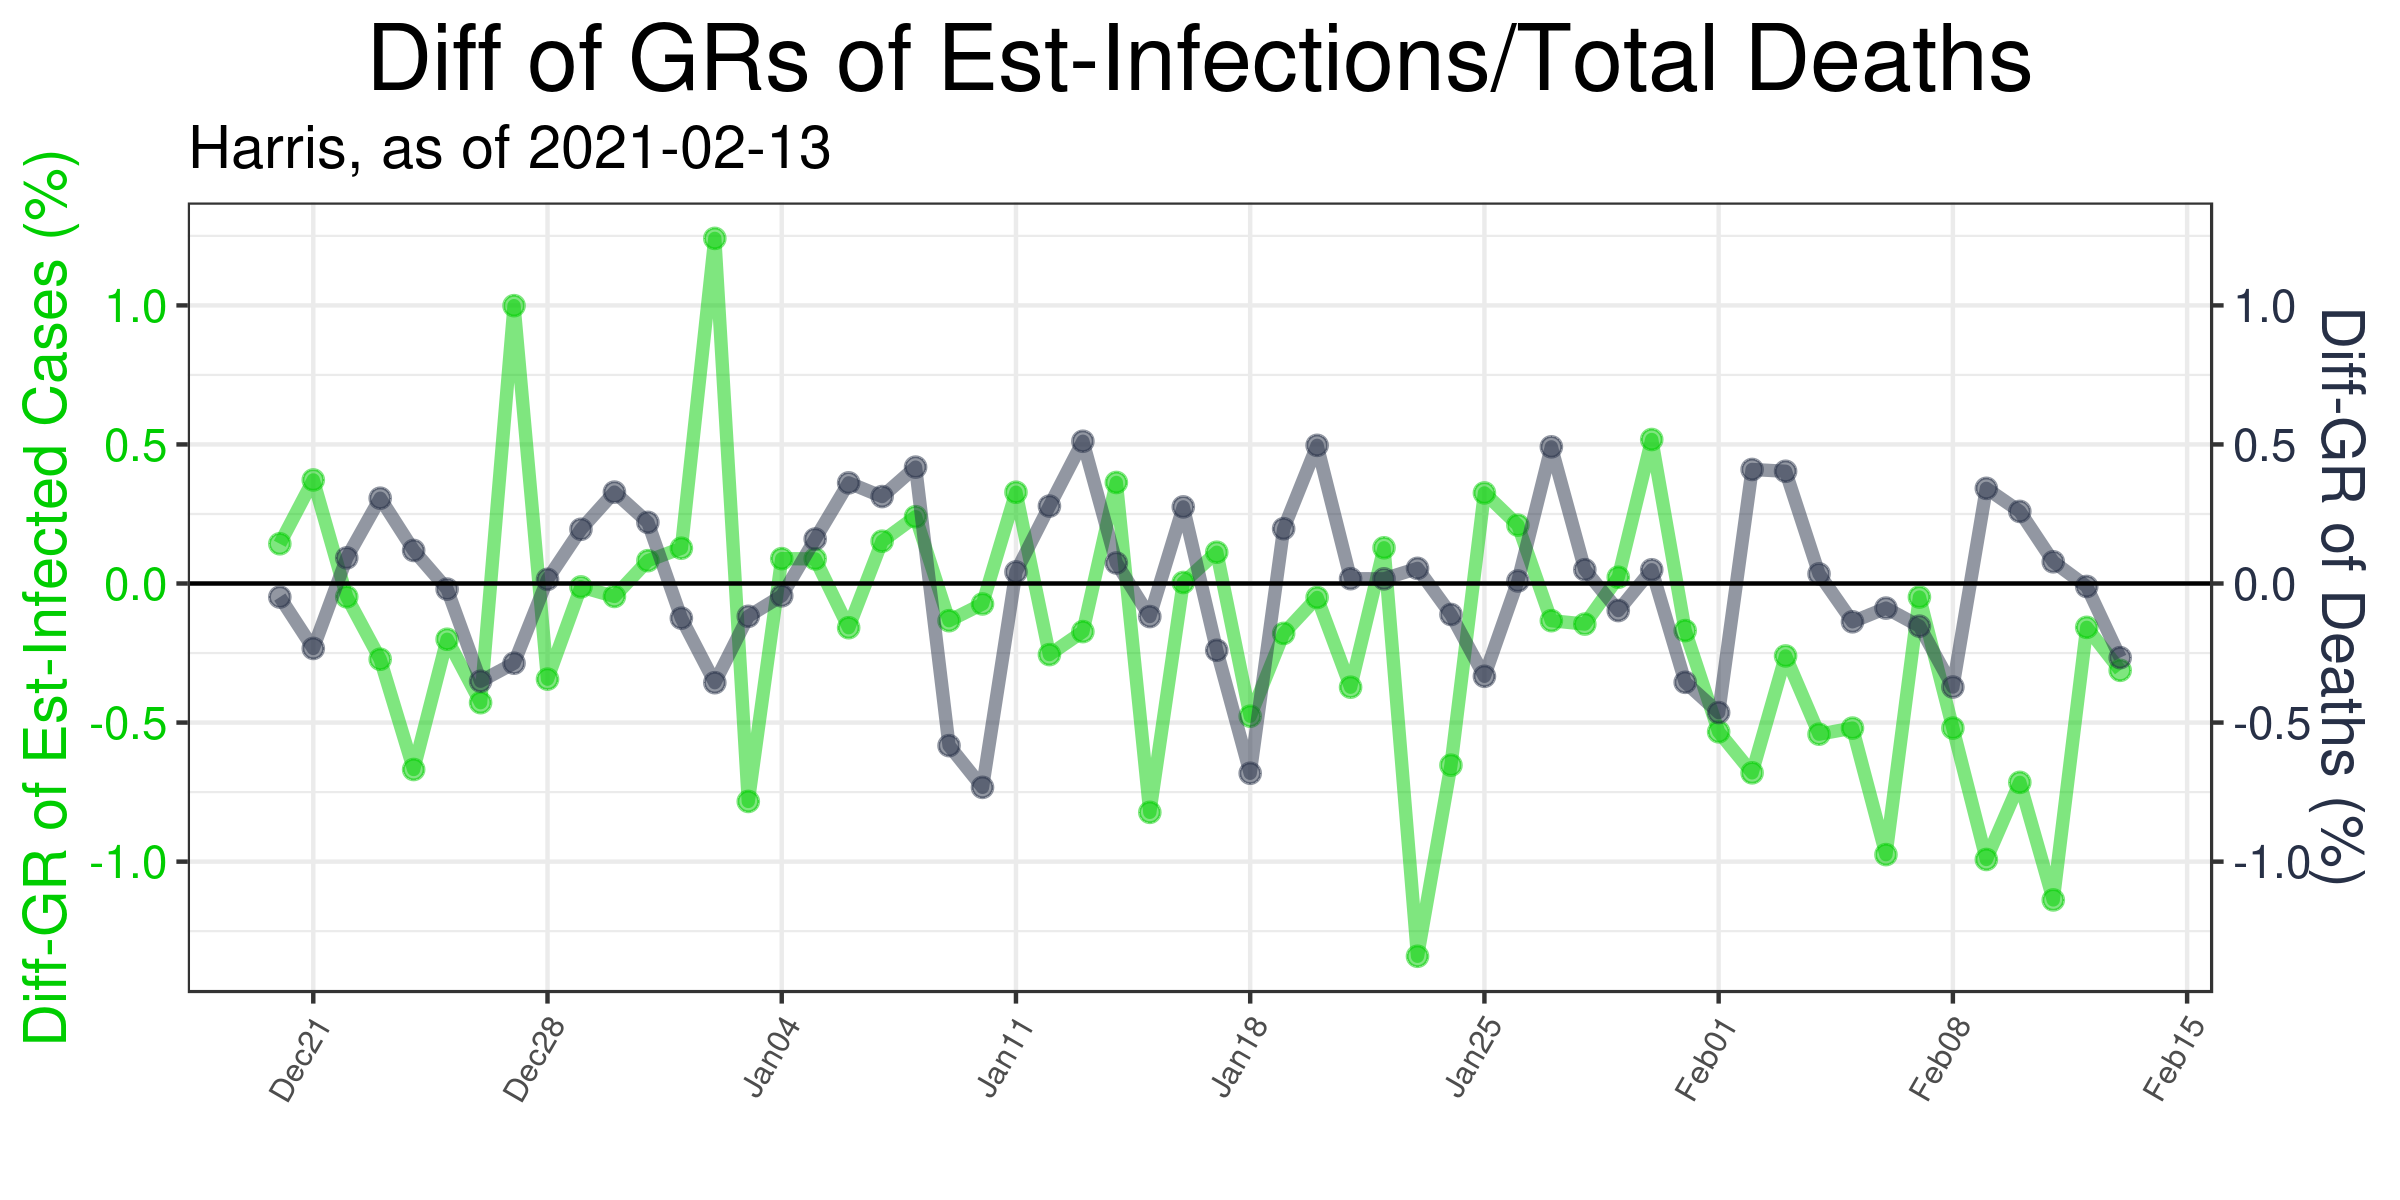 Diff of GRs of Est-Infections/Total Deaths
Harris, as of 2021-02-13
Diff-GR of Est-Infected Cases (%)
1.0
0.5
0.0
-0.5
-1.0
1.0
0.5
0.0
-0.5
-1.0
Diff-GR of Deaths (%)
Dec21
Dec28
Jan04
Jan11
Jan18
Jan25
Feb01
Feb08
Feb15